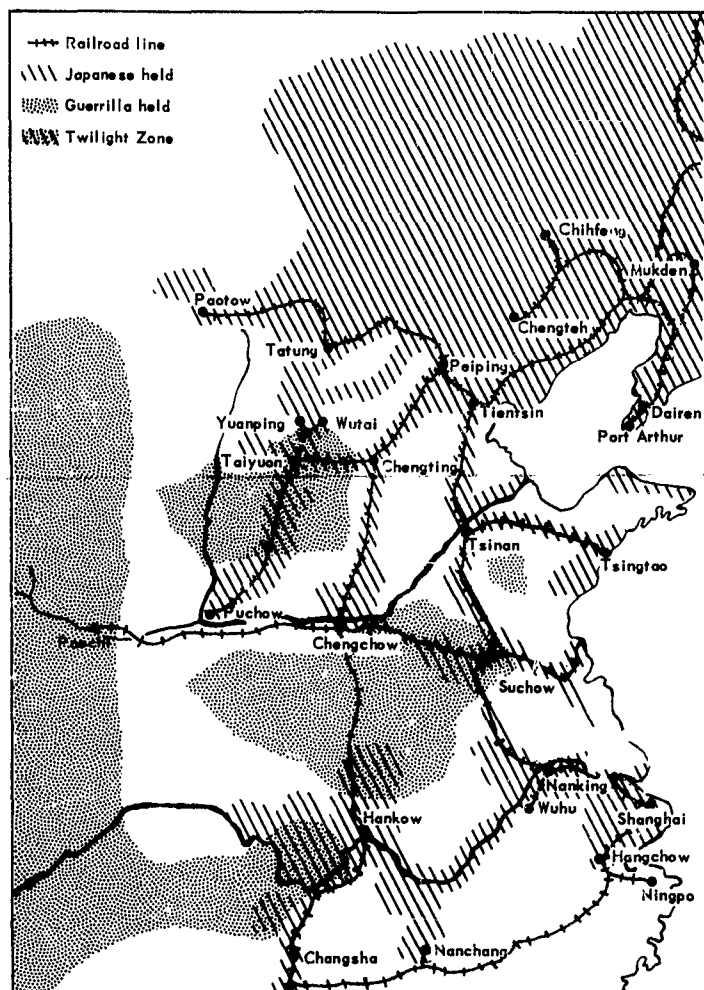 Railroad line
Japanese held
Guerrilla held
Twilight Zone
Chihfeng
Mukden
Paotow
Chengteh
Tatung
Peiping
Dairen
Tientsin
Port Arthur
Yuanping
Wutai
Taiyuan
Chengting
Tsinan
Tsingtao
Puchow
Chengchow
Suchow
Nanking
Wuhu
Shanghai
Hankow
Hangchow
Ningpo
Changsha
Nanchang